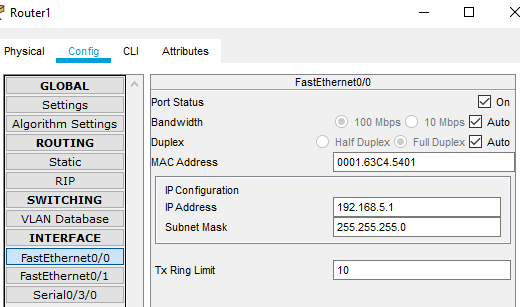 Router1
Physical Config CLI Attributes
GLOBAL
Settings
Algorithm Settings
ROUTING
Static
RIP
SWITCHING
VLAN Database
INTERFACE
FastEthernet0/0
FastEthernet0/1
Serial0/3/0
FastEthernet0/0
Port Status On
Bandwidth 100 Mbps 10 Mbps Auto
Duplex Half Duplex Full Duplex Auto
MAC Address 0001.63C4.5401
IP Configuration
IP Address 192.168.5.1
Subnet Mask 255.255.255.0
Tx Ring Limit 10